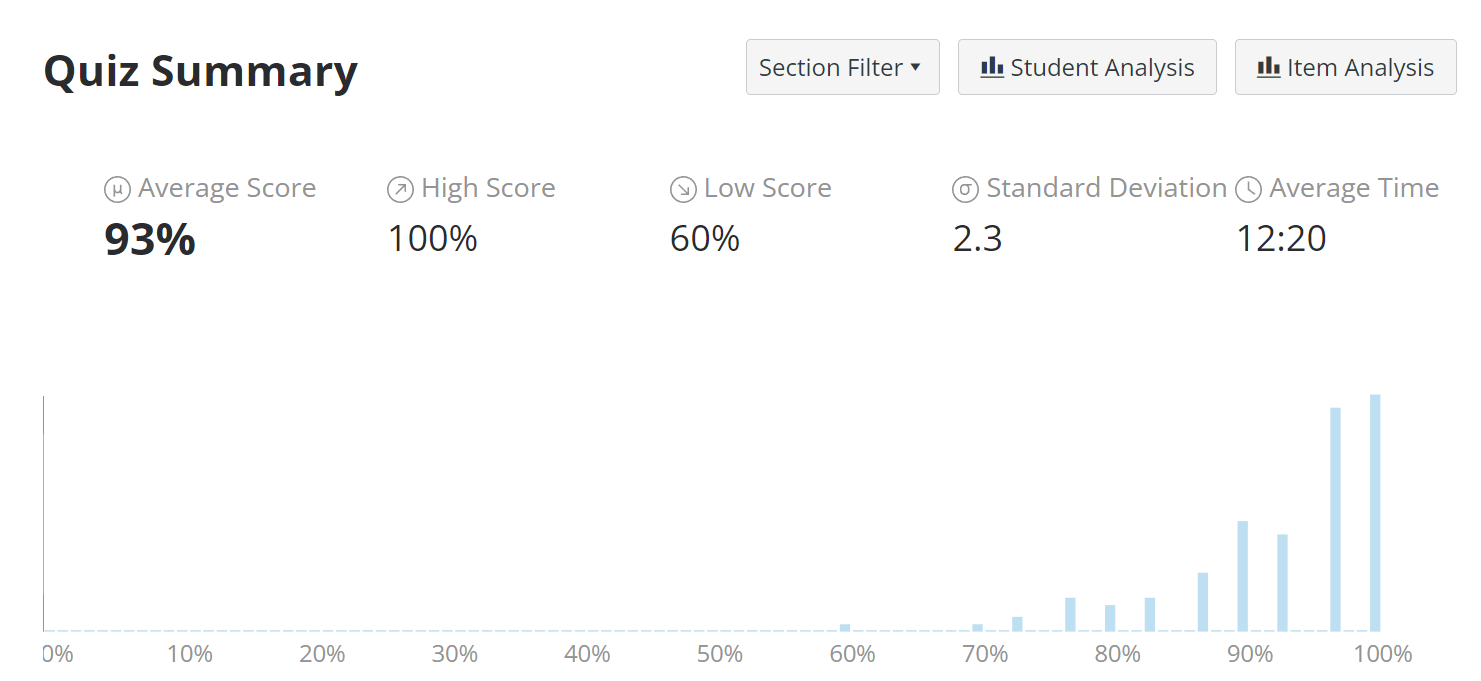 Quiz Summary
Section Filter
Student Analysis
Item Analysis
μ Average Score
93%
High Score
100%
Low Score
60%
σ Standard Deviation
2.3
Average Time
12:20
0% 10% 20% 30% 40% 50% 60% 70% 80% 90% 100%